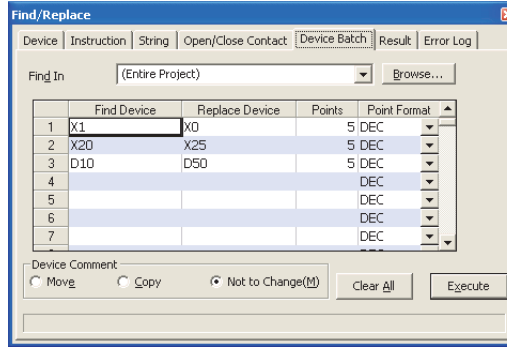 Find/Replace
Device Instruction String Open/Close Contact Device Batch Result Error Log
Find In (Entire Project) Browse...
Find Device Replace Device Points Point Format
1 X1 X0 5 DEC
2 X20 X25 5 DEC
3 D10 D50 5 DEC
4 DEC
5 DEC
6 DEC
7 DEC
Device Comment
Move Copy Not to Change(M) Clear All Execute